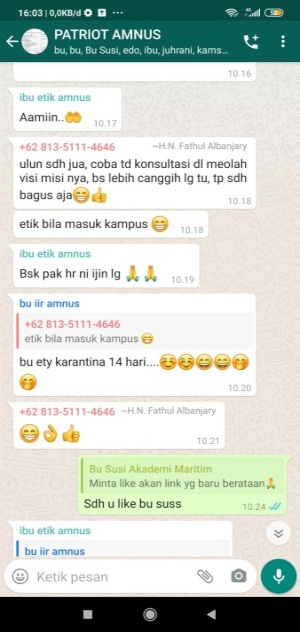 16:03 | 0,0KB/d
4G
52
PATRIOT AMNUS
bu, bu, Bu Susi, edo, ibu, juhrani, kams...
10.16
ibu etik amnus
Aamiin..🤲
10.17
+62 813-5111-4646 ~H.N. Fathul Albanjary
ulun sdh jua, coba td konsultasi dl meolah
visi misi nya, bs lebih canggih lg tu, tp sdh
bagus aja😁👍
10.18
etik bila masuk kampus 😁
10.18
ibu etik amnus
Bsk pak hr ni ijin lg 🙏🙏
10.19
bu iir amnus
+62 813-5111-4646
etik bila masuk kampus 😁
bu ety karantina 14 hari....☺️☺️😄😄🤭
🤭
10.20
+62 813-5111-4646 ~H.N. Fathul Albanjary
😁👌👍
10.21
Bu Susi Akademi Maritim
Minta like akan link yg baru berataan🙏
Sdh u like bu suss
10.24
ibu etik amnus
bu iir amnus
Ketik pesan